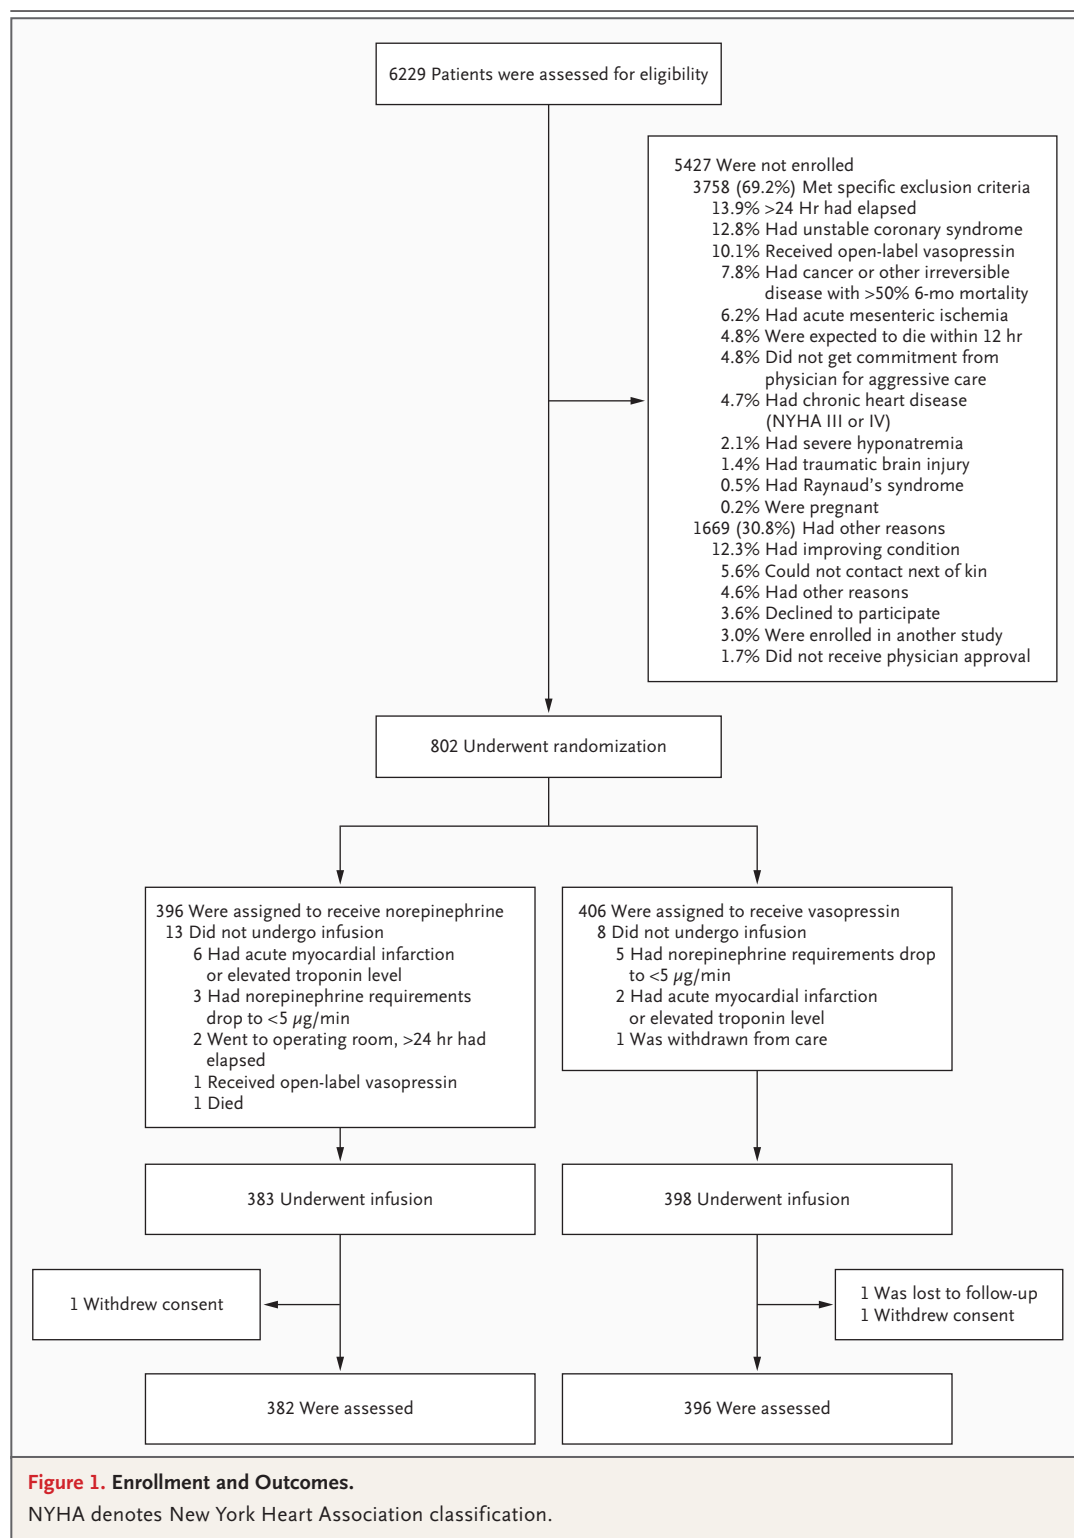 6229 Patients were assessed for eligibility
5427 Were not enrolled
3758 (69.2%) Met specific exclusion criteria
13.9% >24 Hr had elapsed
12.8% Had unstable coronary syndrome
10.1% Received open-label vasopressin
7.8% Had cancer or other irreversible
disease with >50% 6-mo mortality
6.2% Had acute mesenteric ischemia
4.8% Were expected to die within 12 hr
4.8% Did not get commitment from
physician for aggressive care
4.7% Had chronic heart disease
(NYHA III or IV)
2.1% Had severe hyponatremia
1.4% Had traumatic brain injury
0.5% Had Raynaud's syndrome
0.2% Were pregnant
1669 (30.8%) Had other reasons
12.3% Had improving condition
5.6% Could not contact next of kin
4.6% Had other reasons
3.6% Declined to participate
3.0% Were enrolled in another study
1.7% Did not receive physician approval
802 Underwent randomization
396 Were assigned to receive norepinephrine
13 Did not undergo infusion
6 Had acute myocardial infarction
or elevated troponin level
3 Had norepinephrine requirements
drop to <5 µg/min
2 Went to operating room, >24 hr had
elapsed
1 Received open-label vasopressin
1 Died
406 Were assigned to receive vasopressin
8 Did not undergo infusion
5 Had norepinephrine requirements drop
to <5 µg/min
2 Had acute myocardial infarction
or elevated troponin level
1 Was withdrawn from care
383 Underwent infusion
398 Underwent infusion
1 Withdrew consent
1 Was lost to follow-up
1 Withdrew consent
382 Were assessed
396 Were assessed
Figure 1. Enrollment and Outcomes.
NYHA denotes New York Heart Association classification.